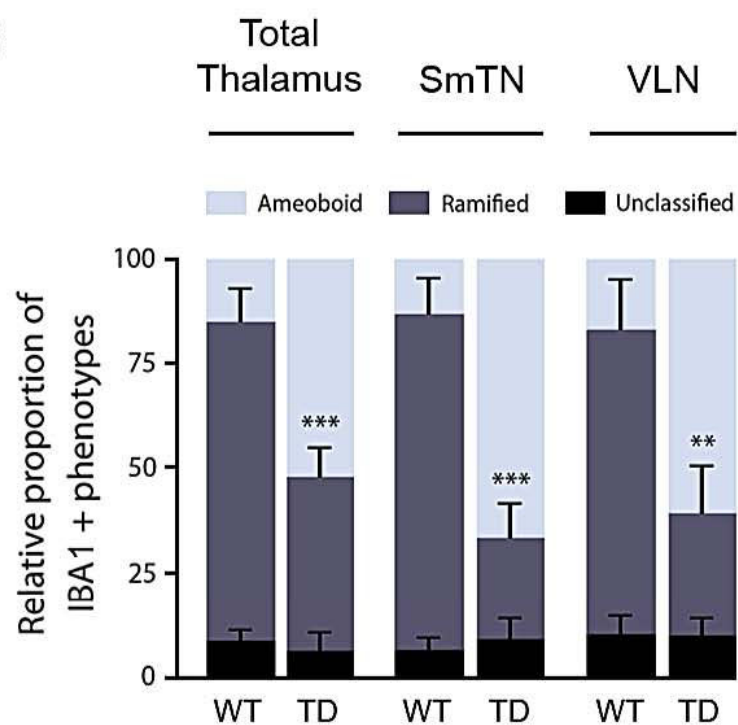 Total
Thalamus
SmTN
VLN
Ameoboid
Ramified
Unclassified
Relative proportion of
IBA1 + phenotypes
100
75
50
25
0
***
***
**
WT
TD
WT
TD
WT
TD